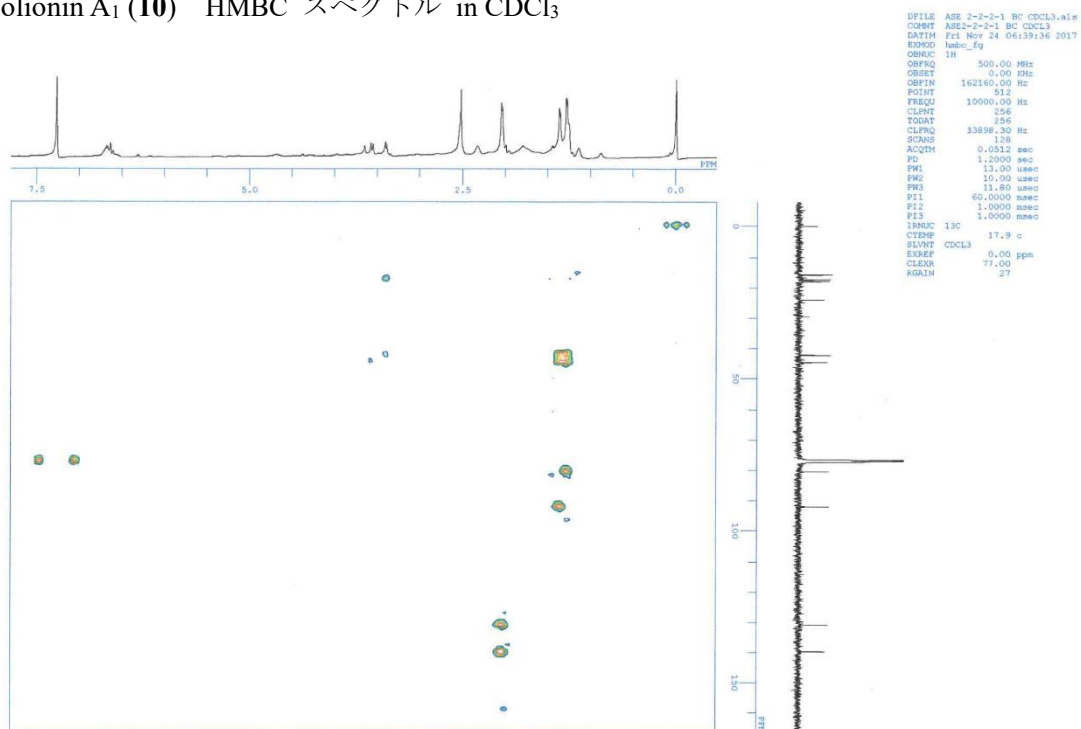 olionin A₁ (10) HMBC スペクトル in CDCl₃
DFILE ASE 2-2-2-1 BC CDCL3.als
COMNT ASE2-2-2-1 BC CDCL3
DATIM Fri Nov 24 06:39:36 2017
EXMOD hmbc_fg
OBNUC 1H
OBFRQ 500.00 MHz
OBSET 0.00 KHz
OBFIN 162160.00 Hz
POINT 512
FREQU 10000.00 Hz
CLPNT 256
TODAT 256
CLFRQ 33898.30 Hz
SCANS 128
ACQTM 0.0512 sec
PD 1.2000 sec
PW1 13.00 usec
PW2 10.00 usec
PW3 11.80 usec
PI1 60.0000 msec
PI2 1.0000 msec
PI3 1.0000 msec
IRNUC 13C
CTEMP 17.9 c
SLVNT CDCL3
EXREF 0.00 ppm
CLEXR 77.00
RGAIN 27
PPM
7.5 5.0 2.5 0.0
0
50
100
150
PPM